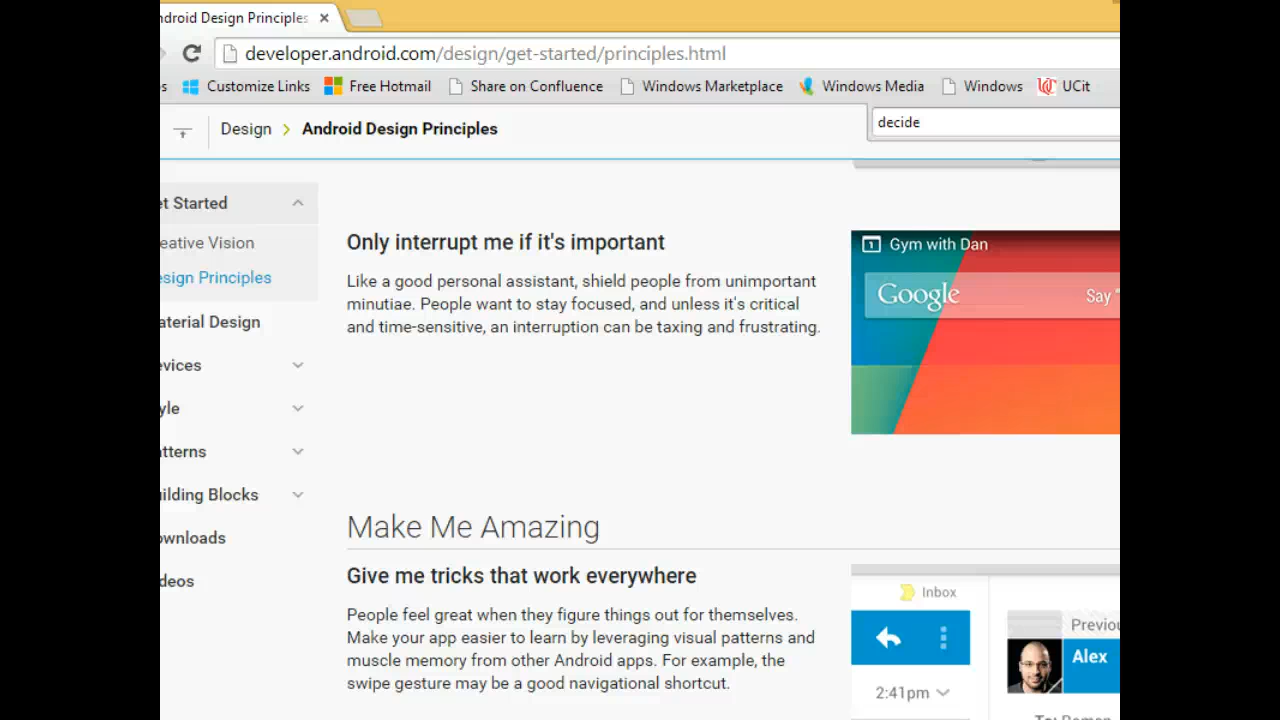 ndroid Design Principles
developer.android.com/design/get-started/principles.html
s Customize Links Free Hotmail Share on Confluence Windows Marketplace Windows Media Windows UCit
Design Android Design Principles
decide
et Started
eative Vision
esign Principles
aterial Design
evices
yle
atterns
uilding Blocks
ownloads
deos
Only interrupt me if it's important
Like a good personal assistant, shield people from unimportant
minutiae. People want to stay focused, and unless it's critical
and time-sensitive, an interruption can be taxing and frustrating.
1 Gym with Dan
Google Say "
Make Me Amazing
Give me tricks that work everywhere
People feel great when they figure things out for themselves.
Make your app easier to learn by leveraging visual patterns and
muscle memory from other Android apps. For example, the
swipe gesture may be a good navigational shortcut.
Inbox
2:41pm
Previou
Alex
To: Roman